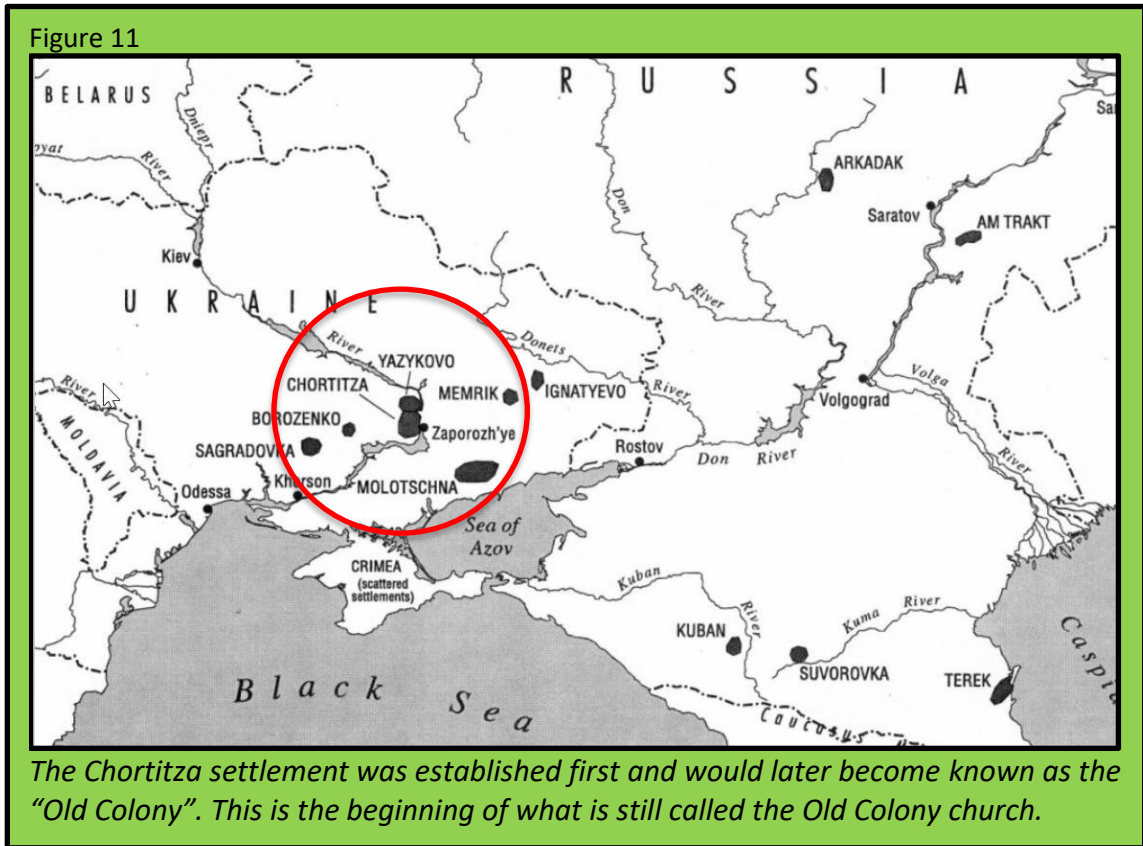 Figure 11
R U S S I A
BELARUS
Dniepr
River
pyat
River
Kiev
UKRAINE
River
Don
River
ARKADAK
Saratov
AM TRAKT
Sa
YAZYKOVO
CHORTITZA
Donets
River
MEMRIK
IGNATYEVO
BOROZENKO
Zaporozh'ye
SAGRADOVKA
River
MOLDAVIA
Odessa
Kherson
MOLOTSCHNA
Rostov
Don River
Volgograd
Volga
River
Sea of
Azov
CRIMEA
(scattered
settlements)
Kuban
River
KUBAN
Kuma River
SUVOROVKA
TEREK
Caspia
Black Sea
Caucasus
The Chortitza settlement was established first and would later become known as the
“Old Colony”. This is the beginning of what is still called the Old Colony church.